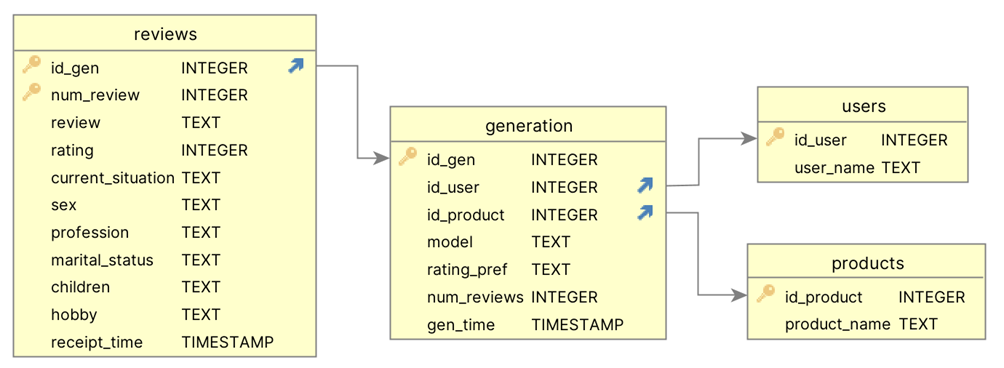 reviews
id_gen INTEGER
num_review INTEGER
review TEXT
rating INTEGER
current_situation TEXT
sex TEXT
profession TEXT
marital_status TEXT
children TEXT
hobby TEXT
receipt_time TIMESTAMP
generation
id_gen INTEGER
id_user INTEGER
id_product INTEGER
model TEXT
rating_pref TEXT
num_reviews INTEGER
gen_time TIMESTAMP
users
id_user INTEGER
user_name TEXT
products
id_product INTEGER
product_name TEXT